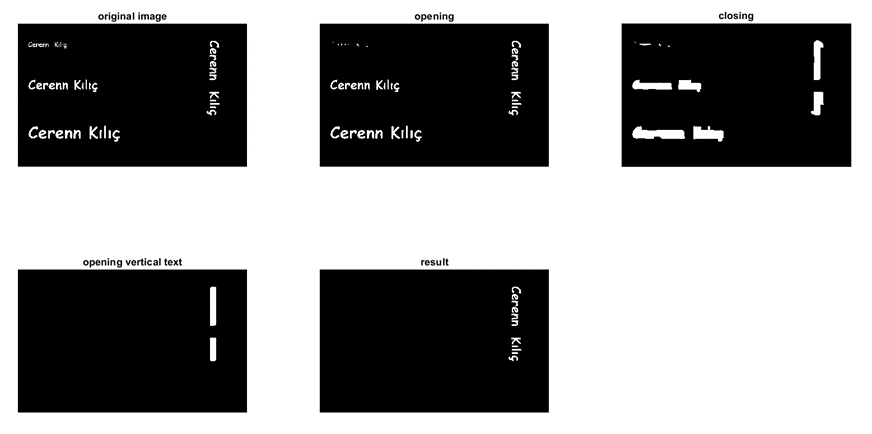 original image
Cerenn Kılıç
Cerenn Kılıç
Cerenn Kılıç
Cerenn Kılıç
opening
Cerenn Kılıç
Cerenn Kılıç
Cerenn Kılıç
closing
opening vertical text
result
Cerenn Kılıç